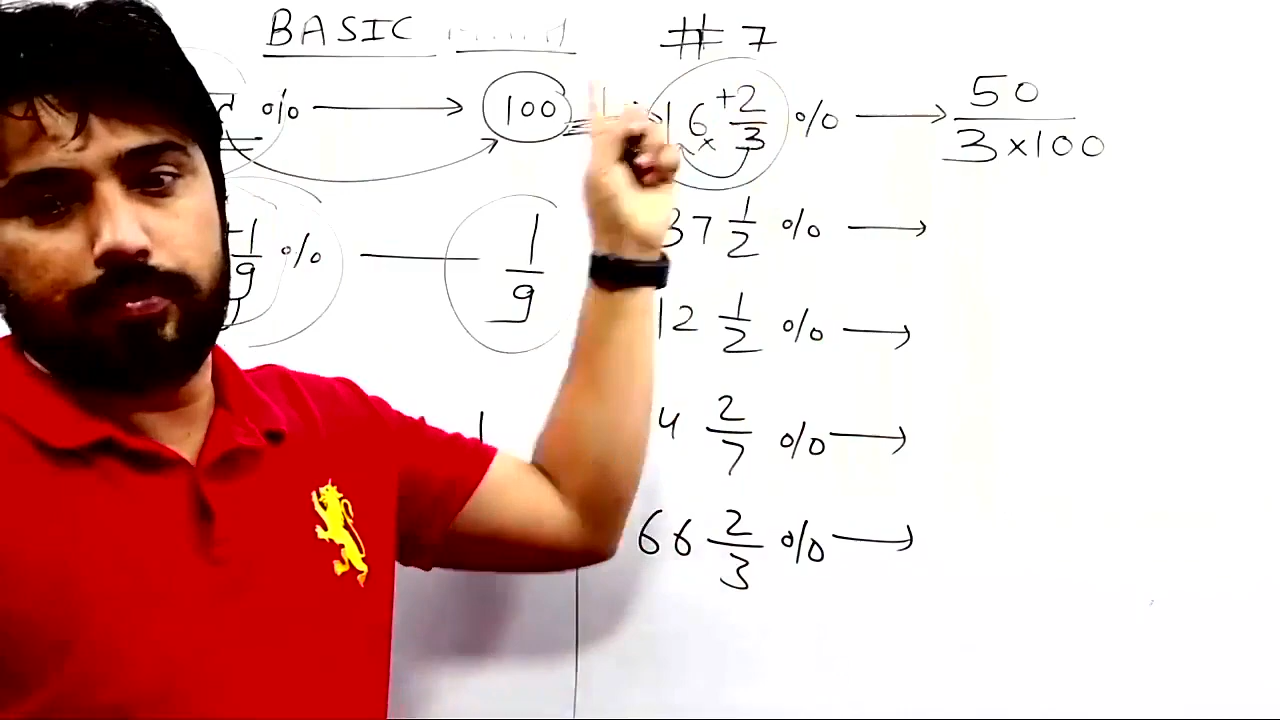 BASIC # 7
% → 100 16 +2/3 % → 50/3×100
+1/9 % — 1/9 37 1/2 % →
12 1/2 % →
4 2/7 % →
66 2/3 % →